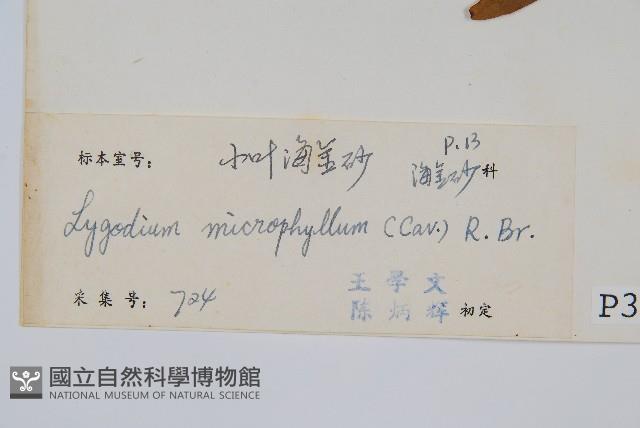 P.13
标本室号： 小叶海金砂 海金砂科
Lygodium microphyllum (Cav.) R. Br.
王学文
采集号： 724 陈炳辉 初定
P3
國立自然科學博物館
NATIONAL MUSEUM OF NATURAL SCIENCE